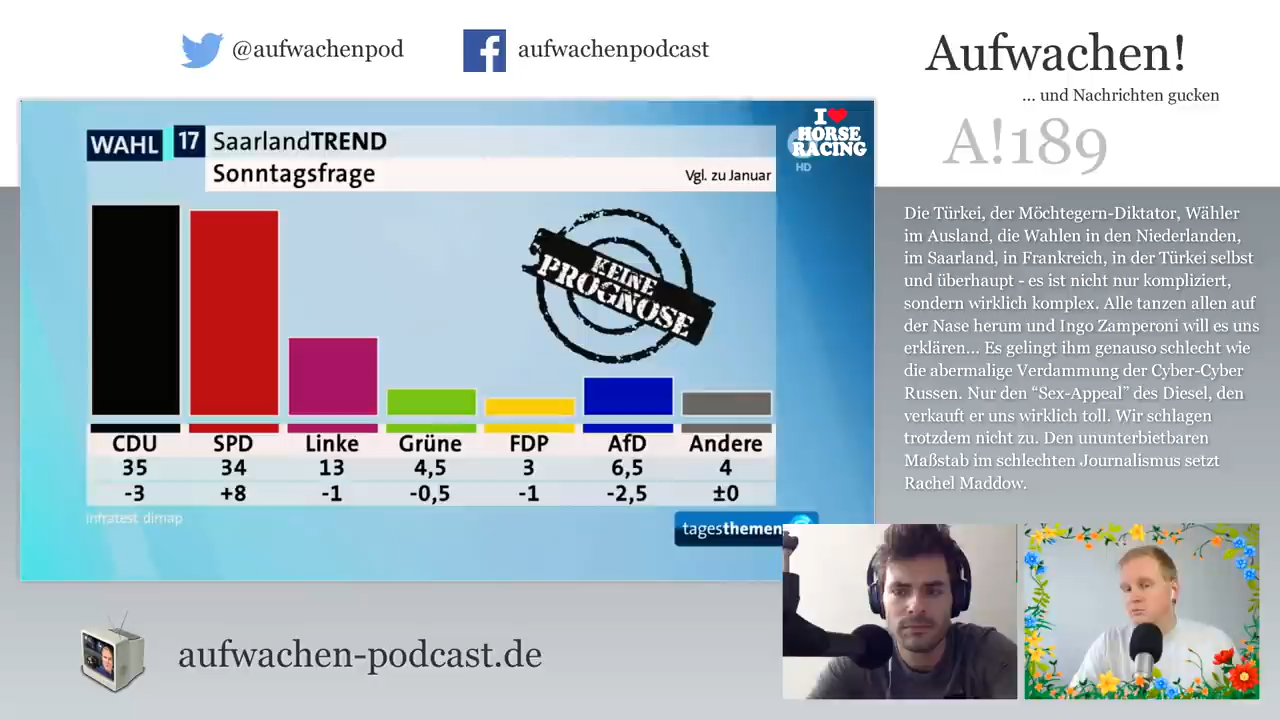 @aufwachenpod
aufwachenpodcast
Aufwachen!
... und Nachrichten gucken
A!189
I
HORSE
RACING
HD
WAHL 17 SaarlandTREND
Sonntagsfrage
Vgl. zu Januar
KEINE
PROGNOSE
CDU SPD Linke Grüne FDP AfD Andere
35 34 13 4,5 3 6,5 4
-3 +8 -1 -0,5 -1 -2,5 ±0
infratest dimap
tagesthemen
Die Türkei, der Möchtegern-Diktator, Wähler
im Ausland, die Wahlen in den Niederlanden,
im Saarland, in Frankreich, in der Türkei selbst
und überhaupt - es ist nicht nur kompliziert,
sondern wirklich komplex. Alle tanzen allen auf
der Nase herum und Ingo Zamperoni will es uns
erklären... Es gelingt ihm genauso schlecht wie
die abermalige Verdammung der Cyber-Cyber
Russen. Nur den “Sex-Appeal” des Diesel, den
verkauft er uns wirklich toll. Wir schlagen
trotzdem nicht zu. Den ununterbietbaren
Maßstab im schlechten Journalismus setzt
Rachel Maddow.
aufwachen-podcast.de